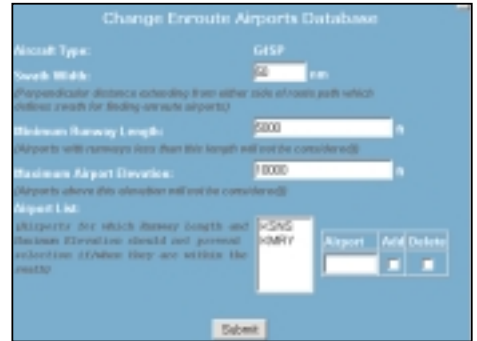 Change Enroute Airports Database
Aircraft Type: GISP
Swath Width: 50 nm
(Perpendicular distance extending from either side of route path which
defines swath for finding enroute airports)
Minimum Runway Length: 5000 ft
(Airports with runways less than this length will not be considered)
Maximum Airport Elevation: 10000 ft
(Airports above this elevation will not be considered)
Airport List:
(Airports for which Runway Length and
Maximum Elevation should not prevent
selection if/when they are within the
swath)
KSNS
KMRY
Airport Add Delete
Submit